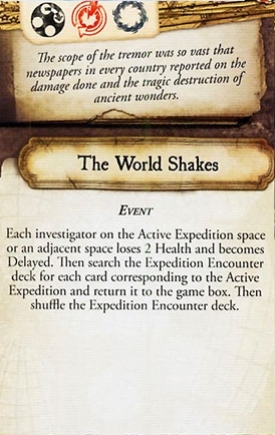 The scope of the tremor was so vast that
newspapers in every country reported on the
damage done and the tragic destruction of
ancient wonders.
The World Shakes
EVENT
Each investigator on the Active Expedition space
or an adjacent space loses 2 Health and becomes
Delayed. Then search the Expedition Encounter
deck for each card corresponding to the Active
Expedition and return it to the game box. Then
shuffle the Expedition Encounter deck.